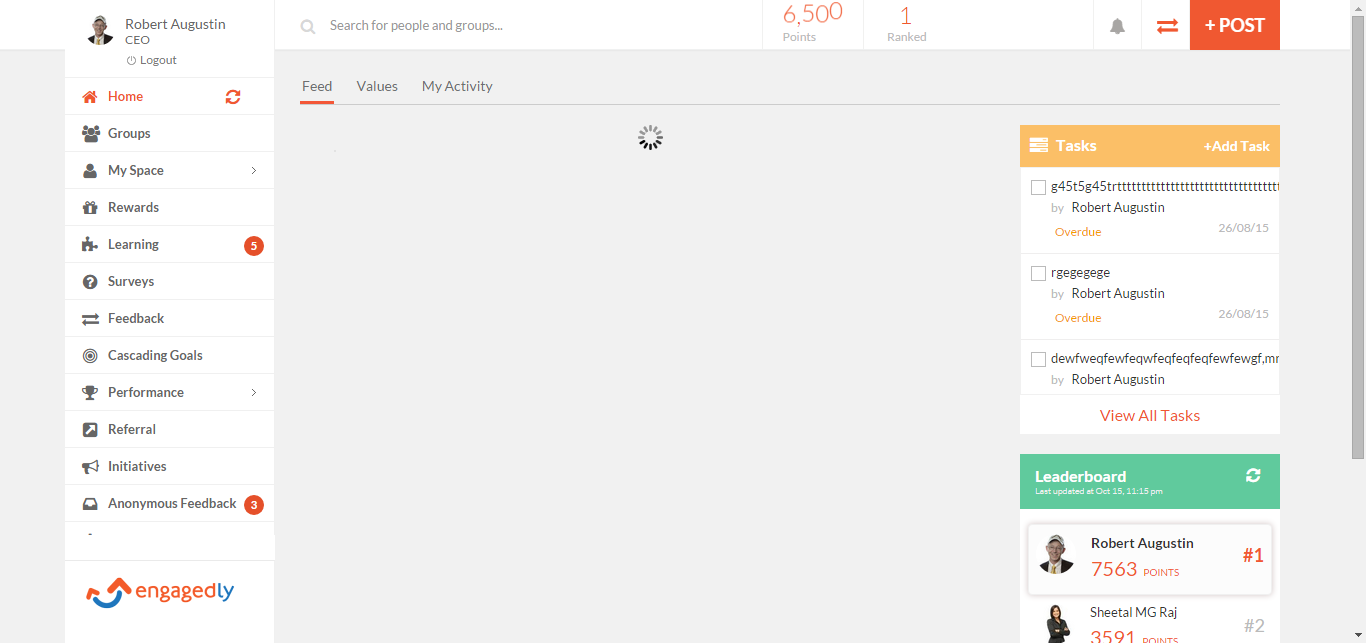 Robert Augustin
CEO
Logout
Search for people and groups...
6,500
Points
1
Ranked
+ POST
Home
Groups
My Space
Rewards
Learning 5
Surveys
Feedback
Cascading Goals
Performance
Referral
Initiatives
Anonymous Feedback 3
engagedly
Feed Values My Activity
Tasks +Add Task
by Robert Augustin
Overdue 26/08/15
rgegegege
by Robert Augustin
Overdue 26/08/15
by Robert Augustin
View All Tasks
Leaderboard
Last updated at Oct 15, 11:15 pm
Robert Augustin
7563 POINTS
#1
Sheetal MG Raj
3591 POINTS
#2